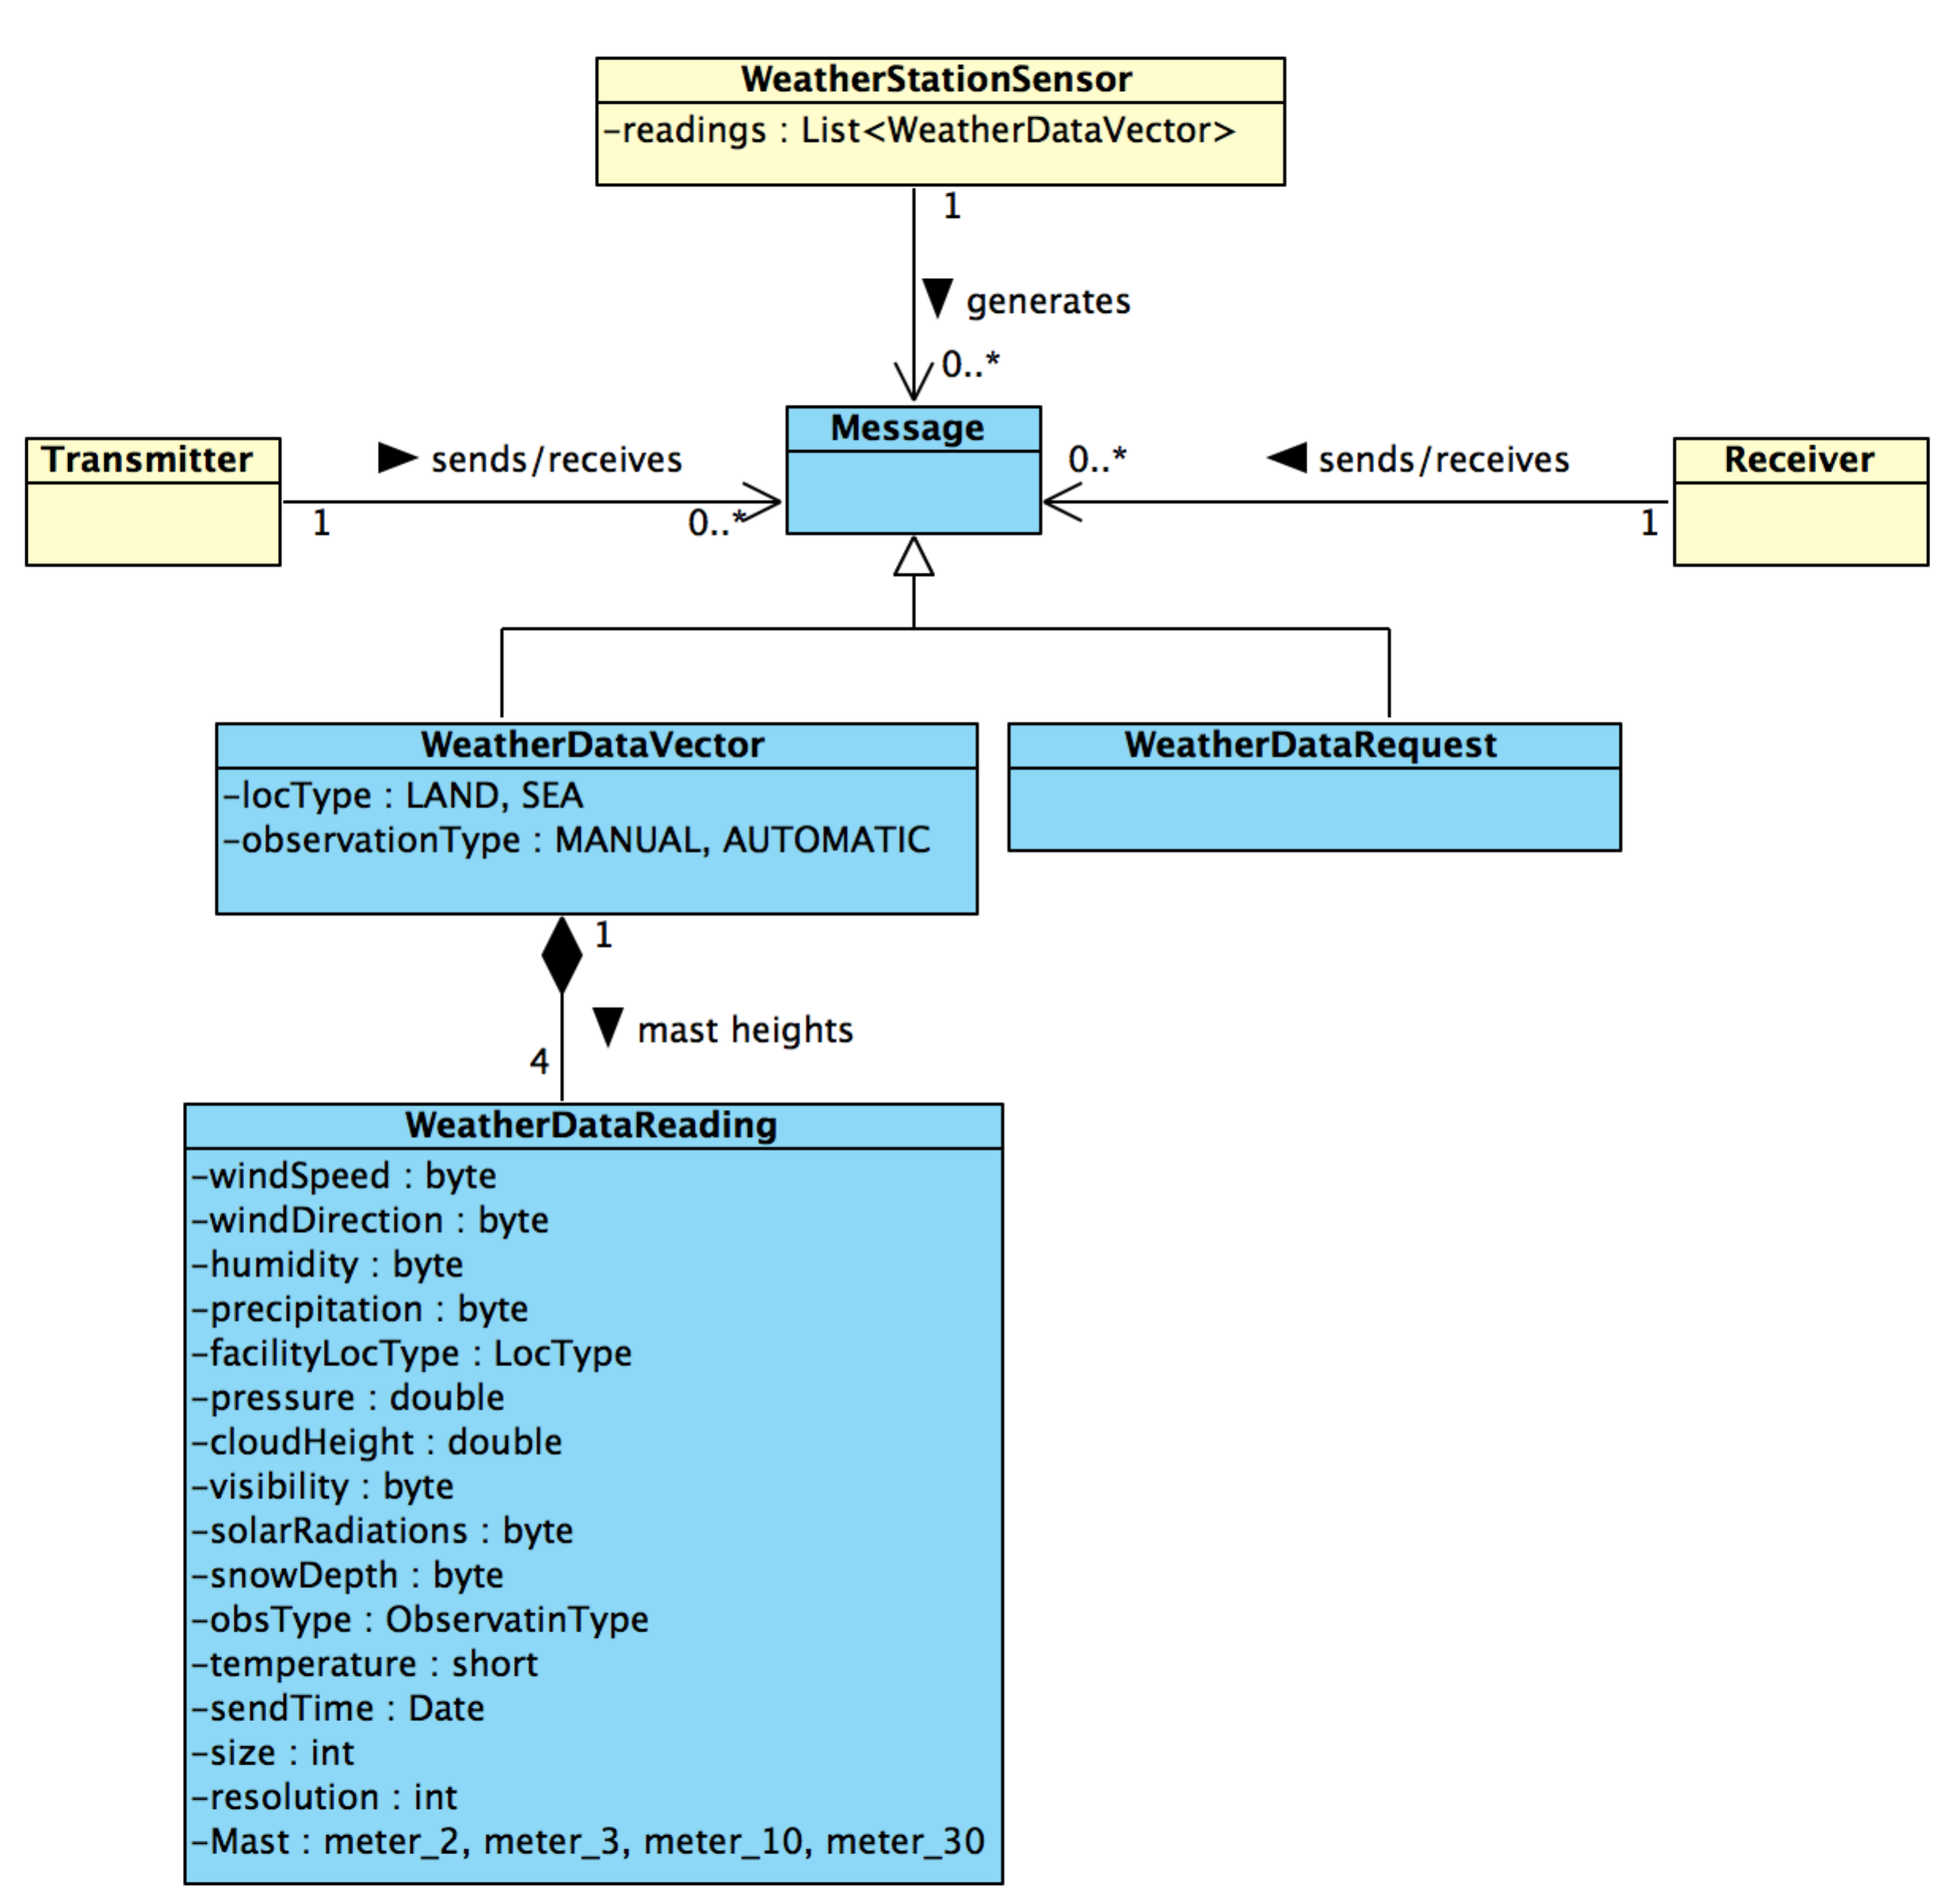 WeatherStationSensor
-readings : List<WeatherDataVector>
1
generates
0..*
Message
Transmitter
sends/receives
1
0..*
0..*
sends/receives
1
Receiver
WeatherDataVector
-locType : LAND, SEA
-observationType : MANUAL, AUTOMATIC
WeatherDataRequest
1
mast heights
4
WeatherDataReading
-windSpeed : byte
-windDirection : byte
-humidity : byte
-precipitation : byte
-facilityLocType : LocType
-pressure : double
-cloudHeight : double
-visibility : byte
-solarRadiations : byte
-snowDepth : byte
-obsType : ObservatinType
-temperature : short
-sendTime : Date
-size : int
-resolution : int
-Mast : meter_2, meter_3, meter_10, meter_30